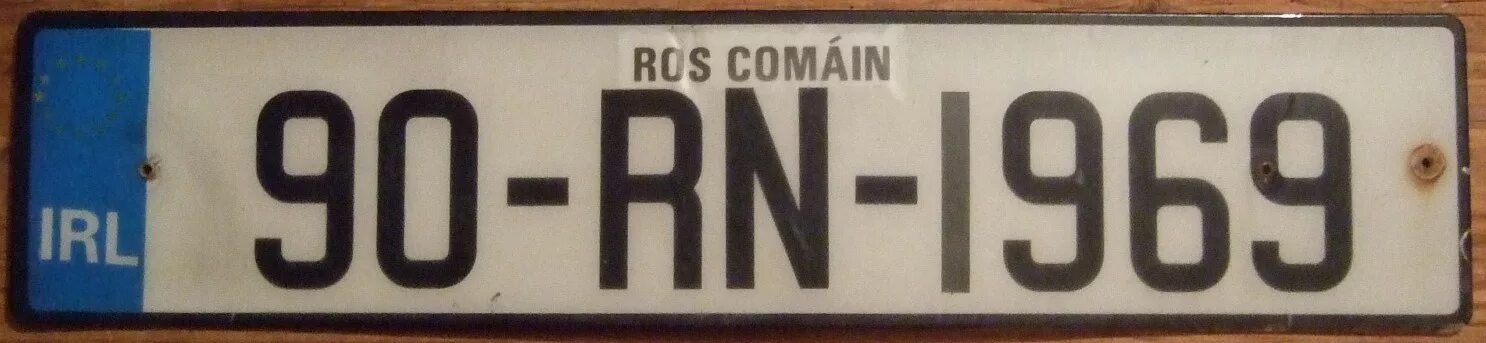 ROS COMÁIN
IRL
90-RN-1969